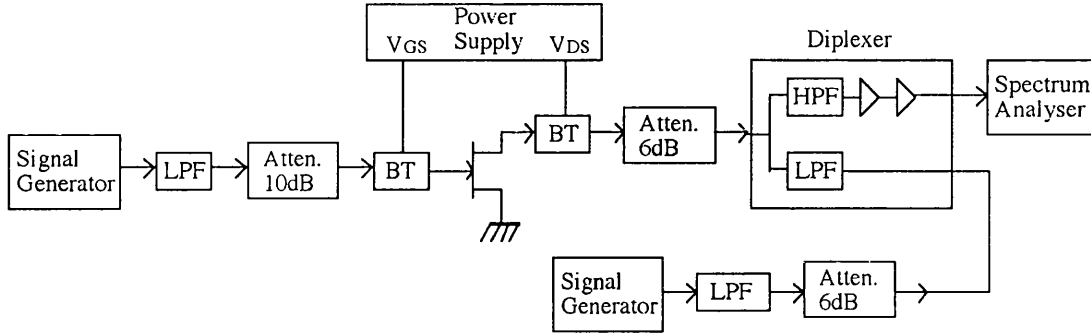 Power
Supply
VGS
VDS
Diplexer
HPF
Spectrum
Analyser
Signal
Generator
LPF
Atten.
10dB
BT
BT
Atten.
6dB
LPF
Signal
Generator
LPF
Atten.
6dB